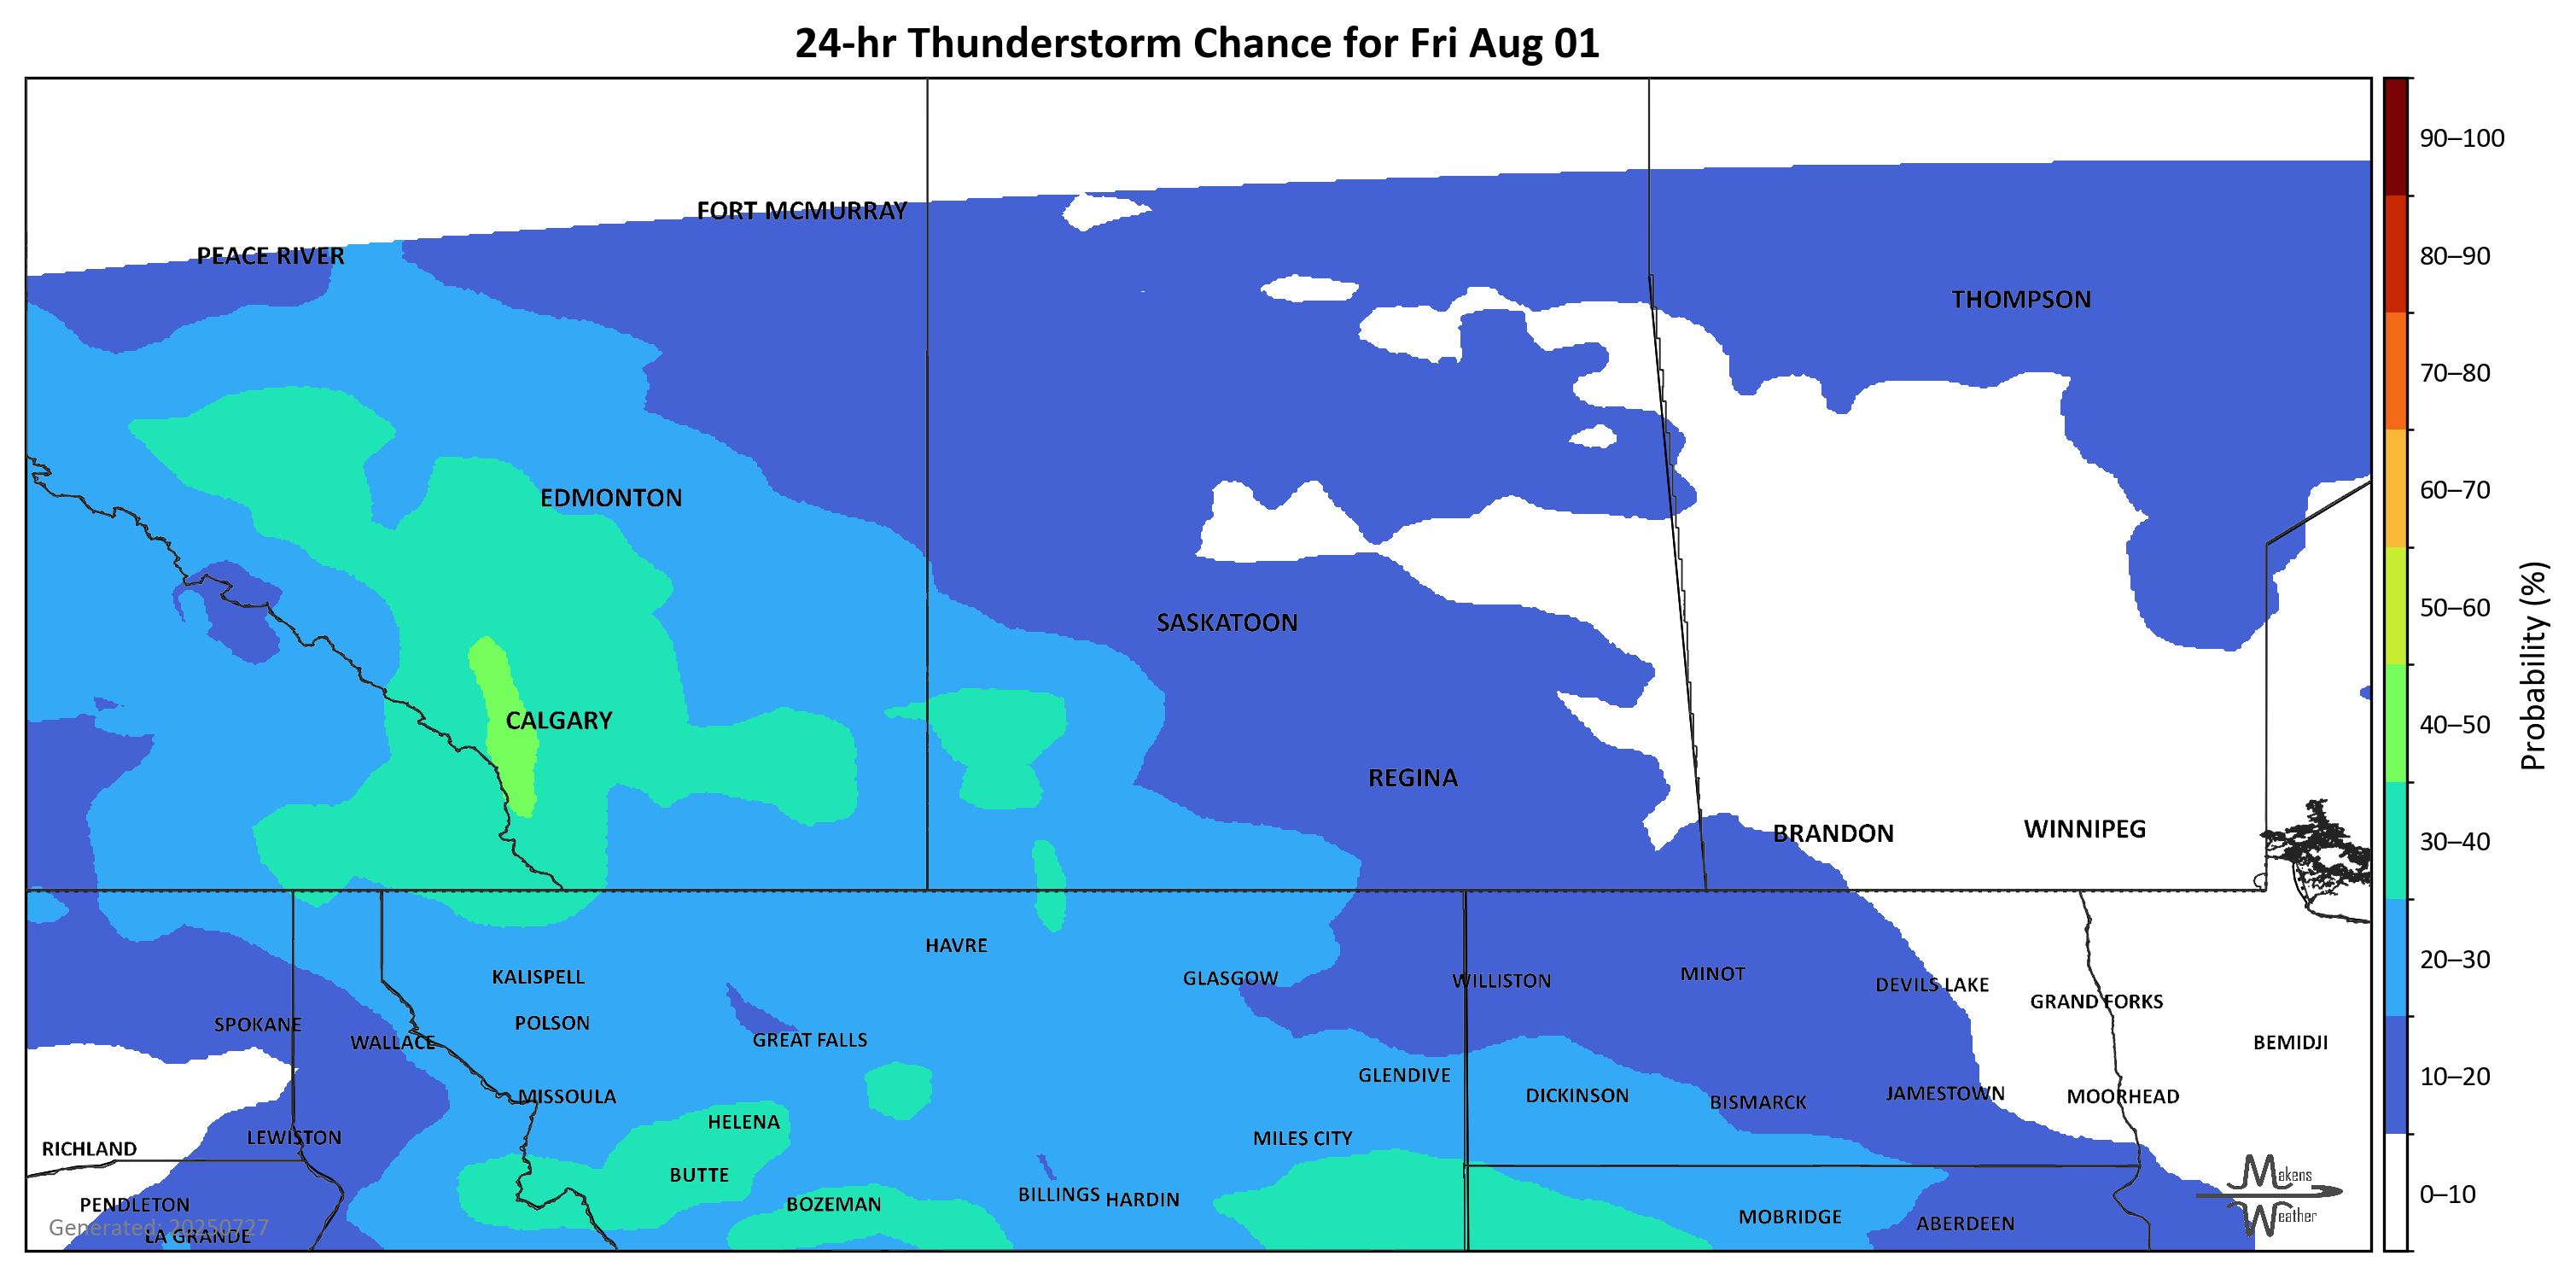 24-hr Thunderstorm Chance for Fri Aug 01
FORT MCMURRAY
PEACE RIVER
THOMPSON
EDMONTON
SASKATOON
CALGARY
REGINA
BRANDON
WINNIPEG
HAVRE
KALISPELL
GLASGOW
WILLISTON
MINOT
DEVILS LAKE
GRAND FORKS
SPOKANE
POLSON
WALLACE
GREAT FALLS
BEMIDJI
GLENDIVE
DICKINSON
BISMARCK
JAMESTOWN
MOORHEAD
MISSOULA
HELENA
LEWISTON
MILES CITY
RICHLAND
BUTTE
BILLINGS
HARDIN
PENDLETON
BOZEMAN
MOBRIDGE
ABERDEEN
LA GRANDE
Generated: 20250727
Makens
Weather
90–100
80–90
70–80
60–70
50–60
40–50
30–40
20–30
10–20
0–10
Probability (%)